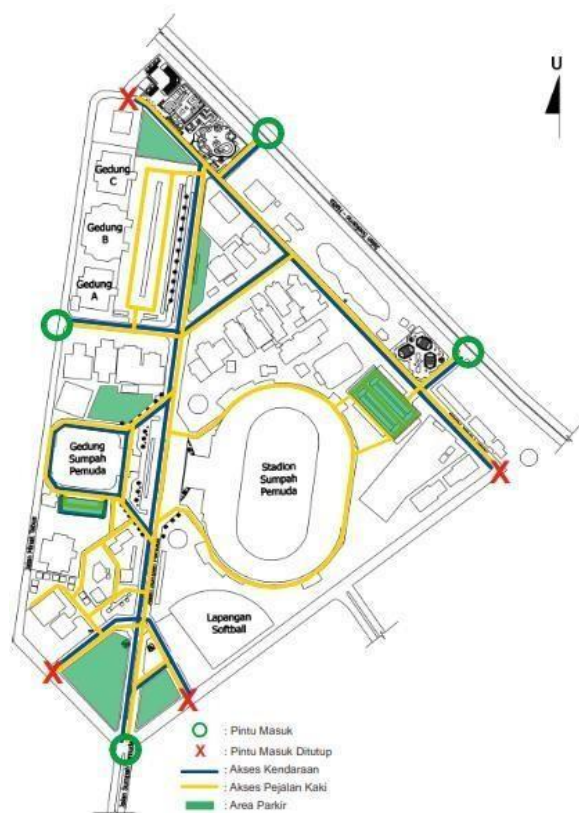 U
Gedung
C
Gedung
B
Gedung
A
Gedung
Sumpah
Pemuda
Stadion
Sumpah
Pemuda
Lapangan
Softball
: Pintu Masuk
X : Pintu Masuk Ditutup
: Akses Kendaraan
: Akses Pejalan Kaki
: Area Parkir